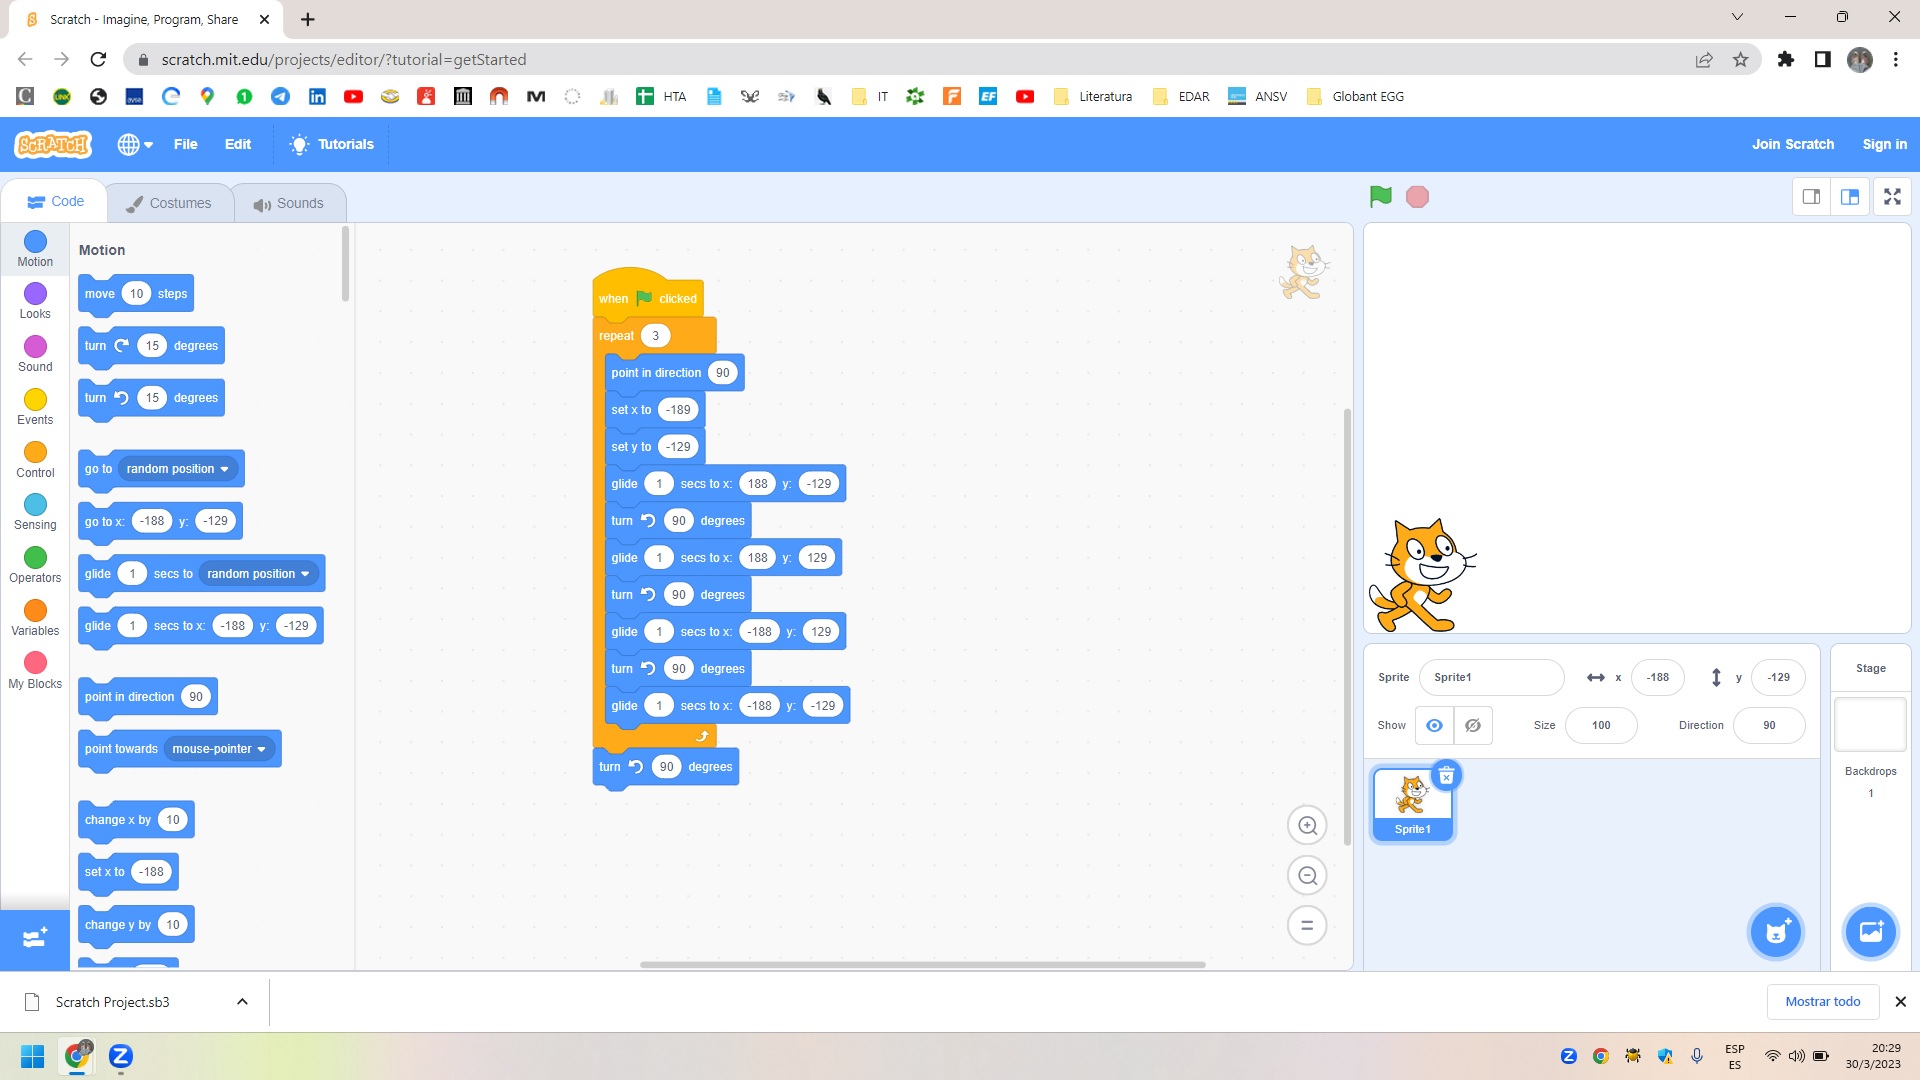 Scratch - Imagine, Program, Share
scratch.mit.edu/projects/editor/?tutorial=getStarted
HTA
IT
EF
Literatura
EDAR
ANSV
Globant EGG
SCRATCH
File
Edit
Tutorials
Join Scratch
Sign in
Code
Costumes
Sounds
Motion
Looks
Sound
Events
Control
Sensing
Operators
Variables
My Blocks
Motion
move 10 steps
turn 15 degrees
turn 15 degrees
go to random position
go to x: -188 y: -129
glide 1 secs to random position
glide 1 secs to x: -188 y: -129
point in direction 90
point towards mouse-pointer
change x by 10
set x to -188
change y by 10
when clicked
repeat 3
point in direction 90
set x to -189
set y to -129
glide 1 secs to x: 188 y: -129
turn 90 degrees
glide 1 secs to x: 188 y: 129
turn 90 degrees
glide 1 secs to x: -188 y: 129
turn 90 degrees
glide 1 secs to x: -188 y: -129
turn 90 degrees
Sprite Sprite1 x -188 y -129
Show Size 100 Direction 90
Sprite1
Stage
Backdrops
1
Scratch Project.sb3
Mostrar todo
ESP
ES
20:29
30/3/2023